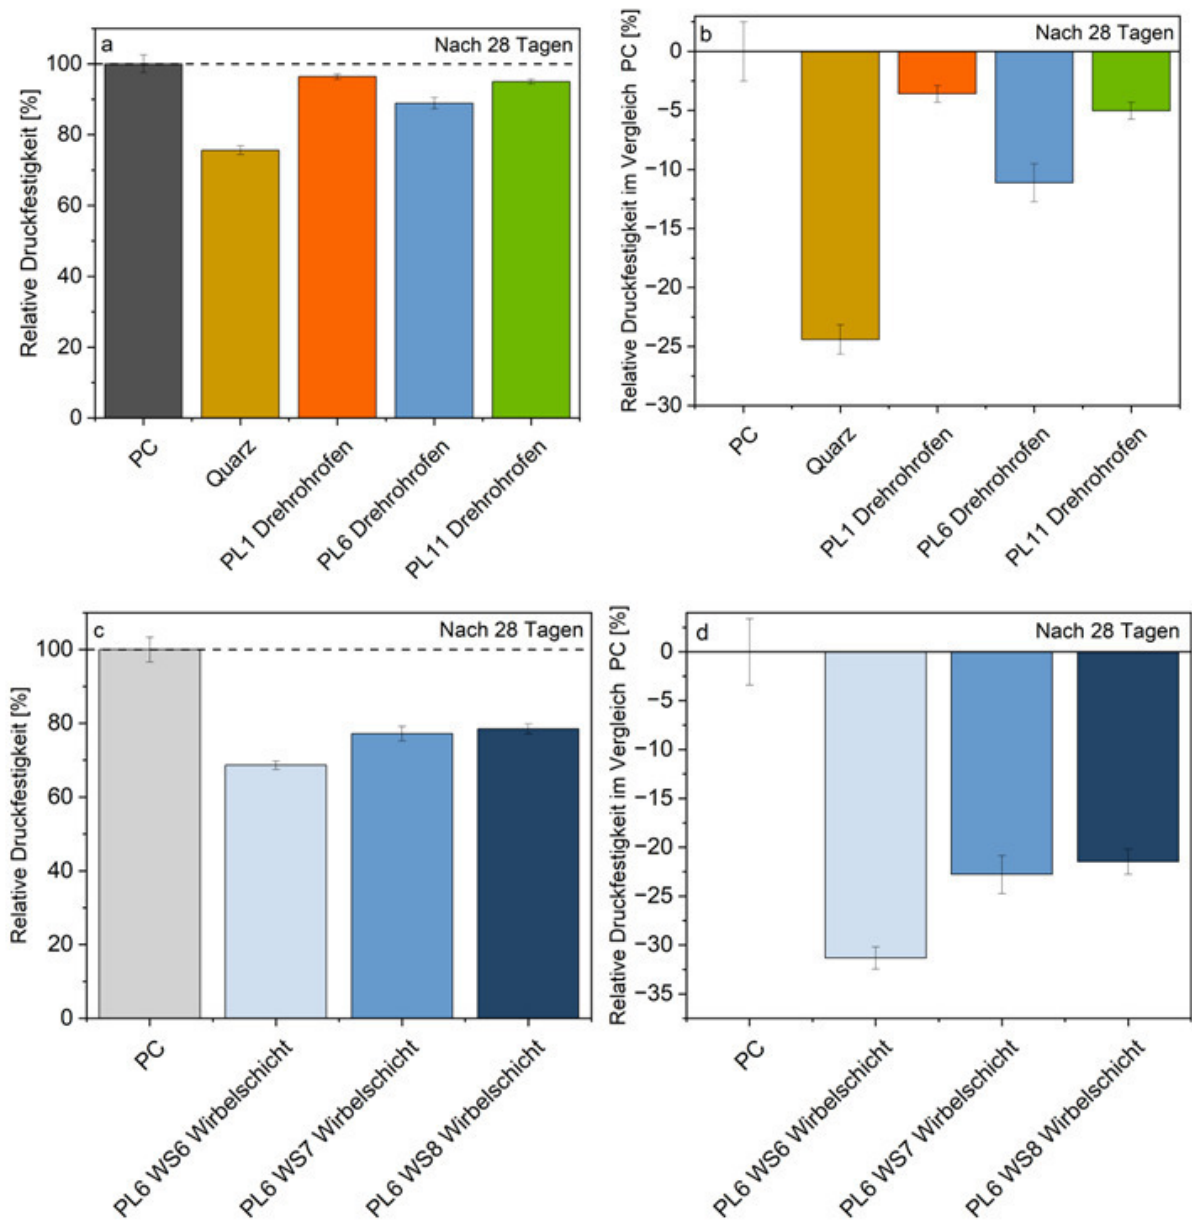 a
Nach 28 Tagen
Relative Druckfestigkeit [%]
100
80
60
40
20
0
PC
Quarz
PL1 Drehrohrofen
PL6 Drehrohrofen
PL11 Drehrohrofen
b
Nach 28 Tagen
Relative Druckfestigkeit im Vergleich PC [%]
0
−5
−10
−15
−20
−25
−30
PC
Quarz
PL1 Drehrohrofen
PL6 Drehrohrofen
PL11 Drehrohrofen
c
Nach 28 Tagen
Relative Druckfestigkeit [%]
100
80
60
40
20
0
PC
PL6 WS6 Wirbelschicht
PL6 WS7 Wirbelschicht
PL6 WS8 Wirbelschicht
d
Nach 28 Tagen
Relative Druckfestigkeit im Vergleich PC [%]
0
−5
−10
−15
−20
−25
−30
−35
PC
PL6 WS6 Wirbelschicht
PL6 WS7 Wirbelschicht
PL6 WS8 Wirbelschicht